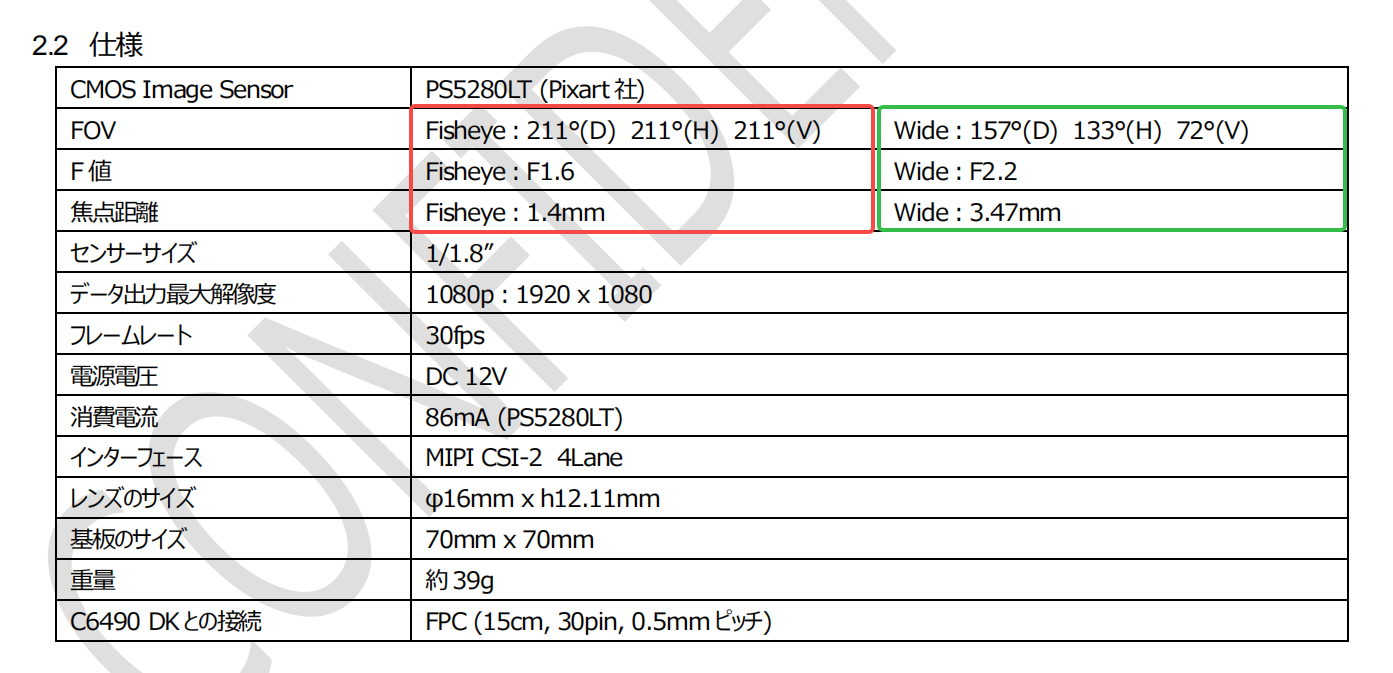 2.2 仕様
CMOS Image Sensor PS5280LT (Pixart 社)
FOV Fisheye : 211°(D) 211°(H) 211°(V) Wide : 157°(D) 133°(H) 72°(V)
F 値 Fisheye : F1.6 Wide : F2.2
焦点距離 Fisheye : 1.4mm Wide : 3.47mm
センサーサイズ 1/1.8”
データ出力最大解像度 1080p : 1920 x 1080
フレームレート 30fps
電源電圧 DC 12V
消費電流 86mA (PS5280LT)
インターフェース MIPI CSI-2 4Lane
レンズのサイズ φ16mm x h12.11mm
基板のサイズ 70mm x 70mm
重量 約 39g
C6490 DK との接続 FPC (15cm, 30pin, 0.5mm ピッチ)
CONFIDE